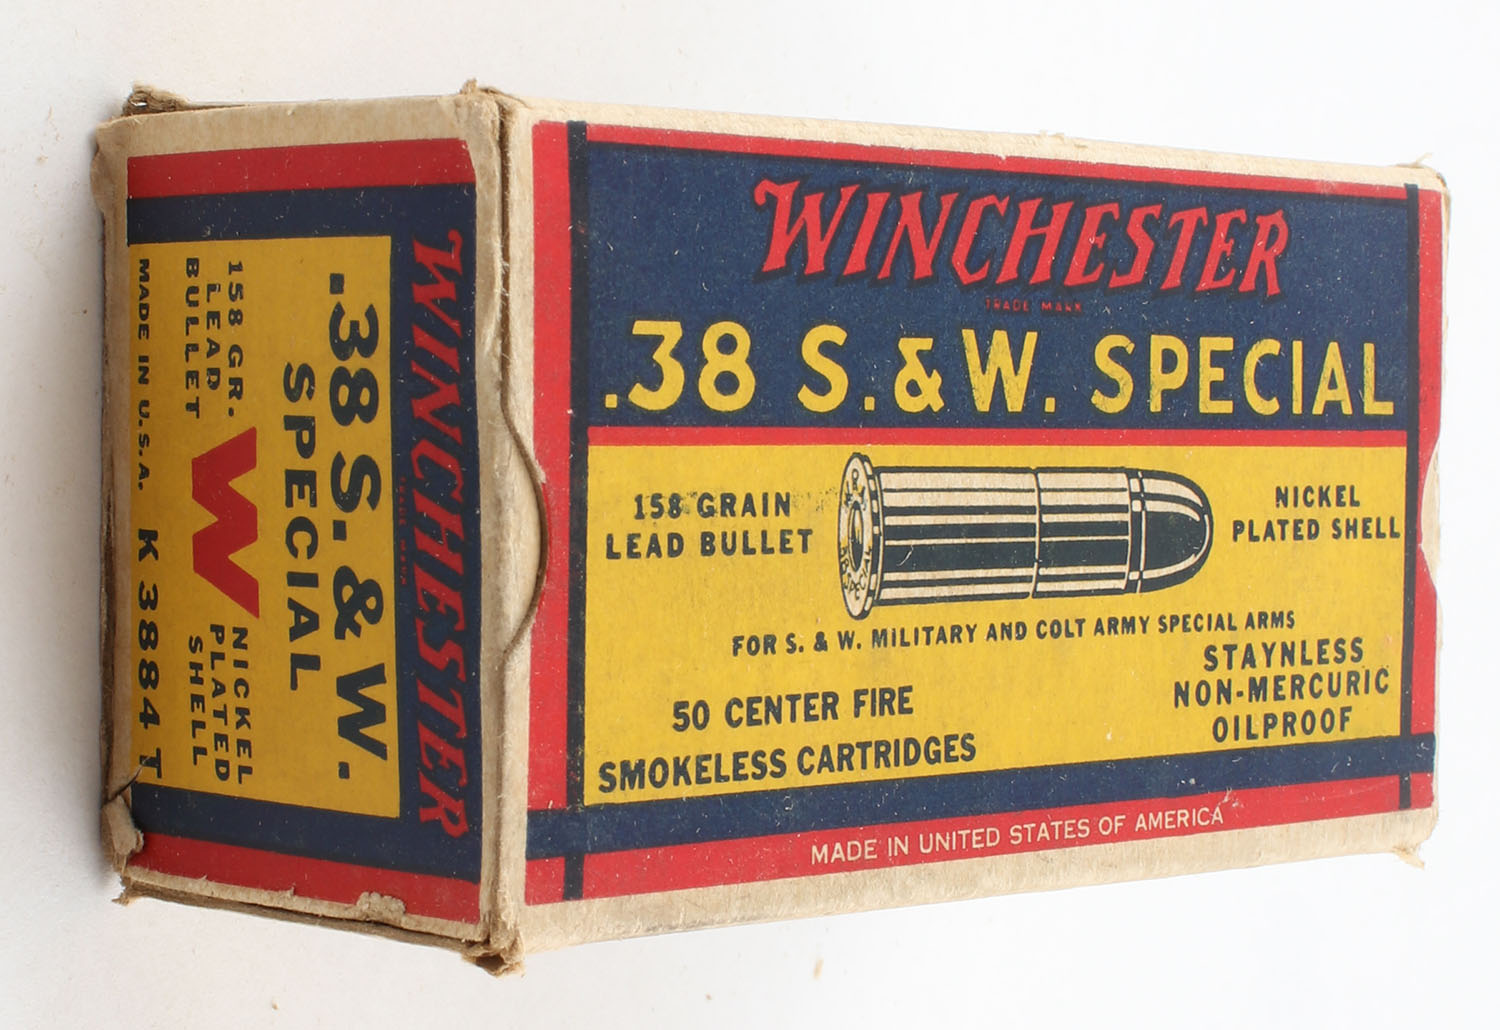 WINCHESTER
TRADE MARK
.38 S. & W. SPECIAL
158 GRAIN
LEAD BULLET
NICKEL
PLATED SHELL
FOR S. & W. MILITARY AND COLT ARMY SPECIAL ARMS
50 CENTER FIRE
SMOKELESS CARTRIDGES
STAYNLESS
NON-MERCURIC
OILPROOF
MADE IN UNITED STATES OF AMERICA
WINCHESTER
TRADE MARK
.38 S. & W.
SPECIAL
158 GR.
LEAD
BULLET
W
NICKEL
PLATED
SHELL
MADE IN U.S.A. K 3884 T